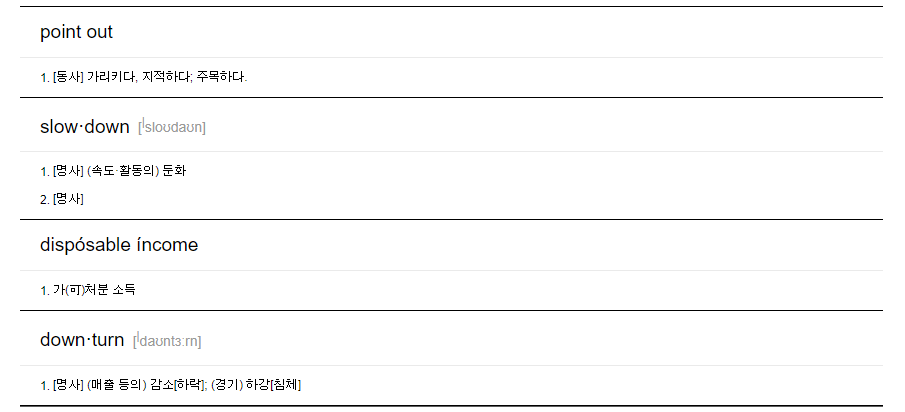 point out
1. [동사] 가리키다, 지적하다; 주목하다.
slow·down [ˈsloʊdaʊn]
1. [명사] (속도·활동의) 둔화
2. [명사]
dispósable íncome
1. 가(可)처분 소득
down·turn [ˈdaʊntɜːrn]
1. [명사] (매출 등의) 감소[하락]; (경기) 하강[침체]